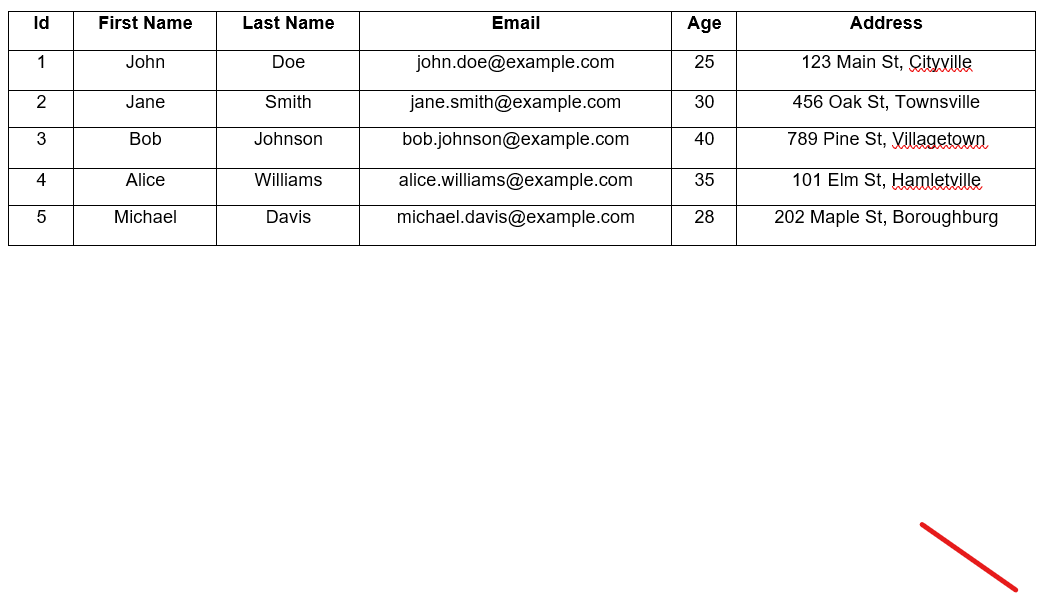 Id First Name Last Name Email Age Address
1 John Doe john.doe@example.com 25 123 Main St, Cityville
2 Jane Smith jane.smith@example.com 30 456 Oak St, Townsville
3 Bob Johnson bob.johnson@example.com 40 789 Pine St, Villagetown
4 Alice Williams alice.williams@example.com 35 101 Elm St, Hamletville
5 Michael Davis michael.davis@example.com 28 202 Maple St, Boroughburg